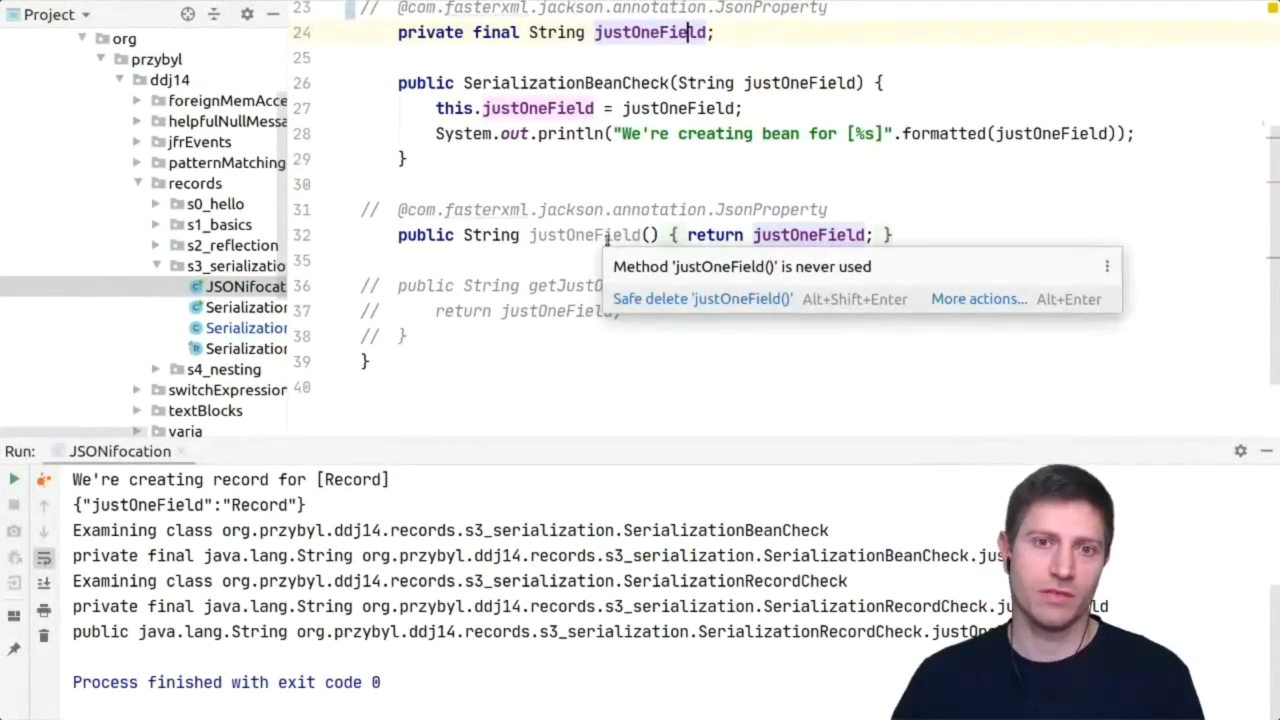 Project
org
przybyl
ddj14
foreignMemAcce
helpfulNullMessa
jfrEvents
patternMatching
records
s0_hello
s1_basics
s2_reflection
s3_serializatio
JSONifocat
Serialization
Serialization
Serialization
s4_nesting
switchExpression
textBlocks
varia
23 // @com.fasterxml.jackson.annotation.JsonProperty
24 private final String justOneField;
25
26 public SerializationBeanCheck(String justOneField) {
27 this.justOneField = justOneField;
28 System.out.println("We're creating bean for [%s]".formatted(justOneField));
29 }
30
31 // @com.fasterxml.jackson.annotation.JsonProperty
32 public String justOneField() { return justOneField; }
35
36 // public String getJustO
37 // return justOneField;
38 // }
39 }
40
Method 'justOneField()' is never used
Safe delete 'justOneField()' Alt+Shift+Enter More actions... Alt+Enter
Run: JSONifocation
We're creating record for [Record]
{"justOneField":"Record"}
Examining class org.przybyl.ddj14.records.s3_serialization.SerializationBeanCheck
private final java.lang.String org.przybyl.ddj14.records.s3_serialization.SerializationBeanCheck.jus
Examining class org.przybyl.ddj14.records.s3_serialization.SerializationRecordCheck
private final java.lang.String org.przybyl.ddj14.records.s3_serialization.SerializationRecordCheck.j d
public java.lang.String org.przybyl.ddj14.records.s3_serialization.SerializationRecordCheck.justOn
Process finished with exit code 0